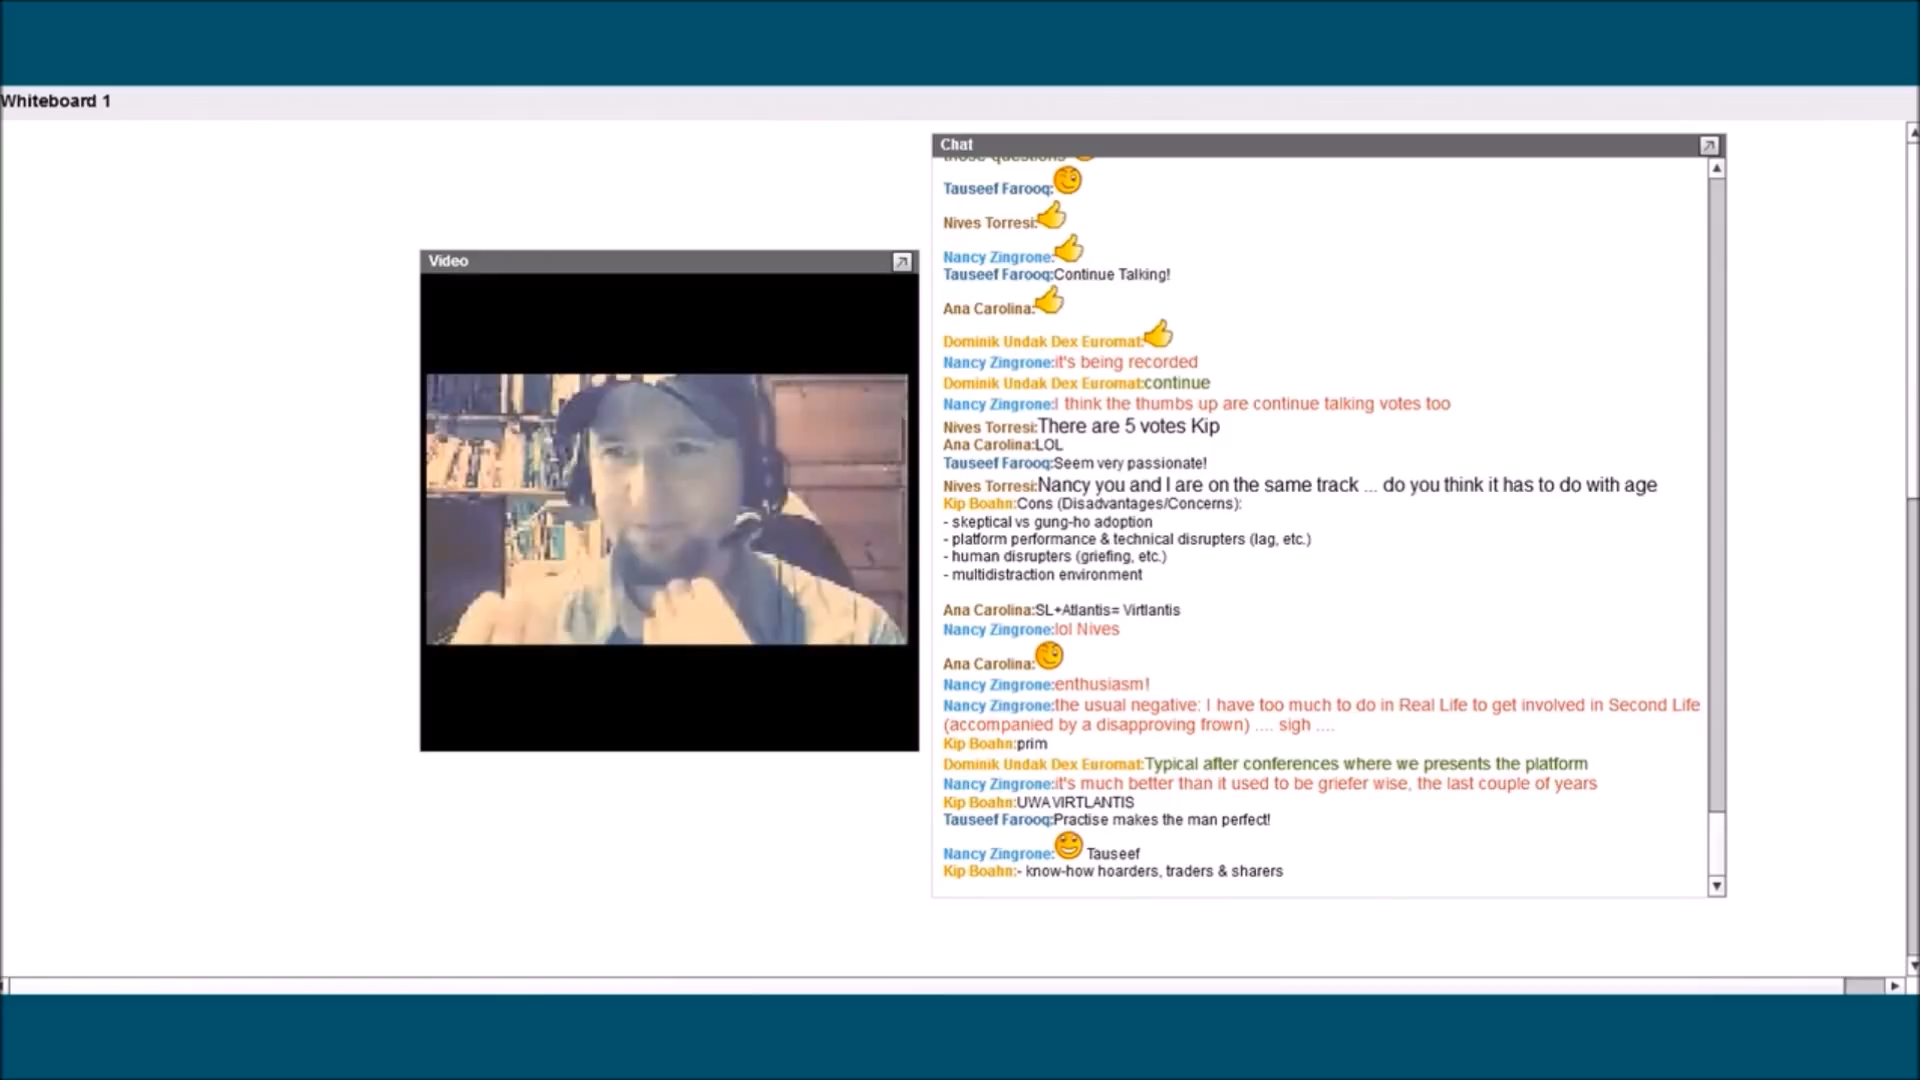 Whiteboard 1
Chat
those questions
Tauseef Farooq:
Nives Torresi:
Nancy Zingrone:
Tauseef Farooq:Continue Talking!
Ana Carolina:
Dominik Undak Dex Euromat:
Nancy Zingrone:it's being recorded
Dominik Undak Dex Euromat:continue
Nancy Zingrone:I think the thumbs up are continue talking votes too
Nives Torresi:There are 5 votes Kip
Ana Carolina:LOL
Tauseef Farooq:Seem very passionate!
Nives Torresi:Nancy you and I are on the same track ... do you think it has to do with age
Kip Boahn:Cons (Disadvantages/Concerns):
- skeptical vs gung-ho adoption
- platform performance & technical disrupters (lag, etc.)
- human disrupters (griefing, etc.)
- multidistraction environment
Ana Carolina:SL+Atlantis= Virtlantis
Nancy Zingrone:lol Nives
Ana Carolina:
Nancy Zingrone:enthusiasm!
Nancy Zingrone:the usual negative: I have too much to do in Real Life to get involved in Second Life
(accompanied by a disapproving frown) .... sigh ....
Kip Boahn:prim
Dominik Undak Dex Euromat:Typical after conferences where we presents the platform
Nancy Zingrone:it's much better than it used to be griefer wise, the last couple of years
Kip Boahn:UWAVIRTLANTIS
Tauseef Farooq:Practise makes the man perfect!
Nancy Zingrone: Tauseef
Kip Boahn:- know-how hoarders, traders & sharers
Video